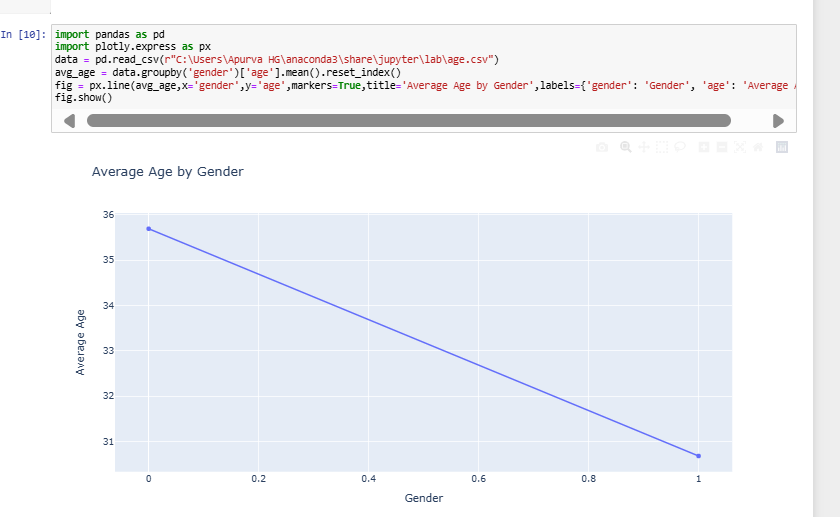 In [10]:
import pandas as pd
import plotly.express as px
data = pd.read_csv(r"C:\Users\Apurva HG\anaconda3\share\jupyter\lab\age.csv")
avg_age = data.groupby('gender')['age'].mean().reset_index()
fig = px.line(avg_age,x='gender',y='age',markers=True,title='Average Age by Gender',labels={'gender': 'Gender', 'age': 'Average
fig.show()
Average Age by Gender
36
35
34
33
32
31
Average Age
0 0.2 0.4 0.6 0.8 1
Gender